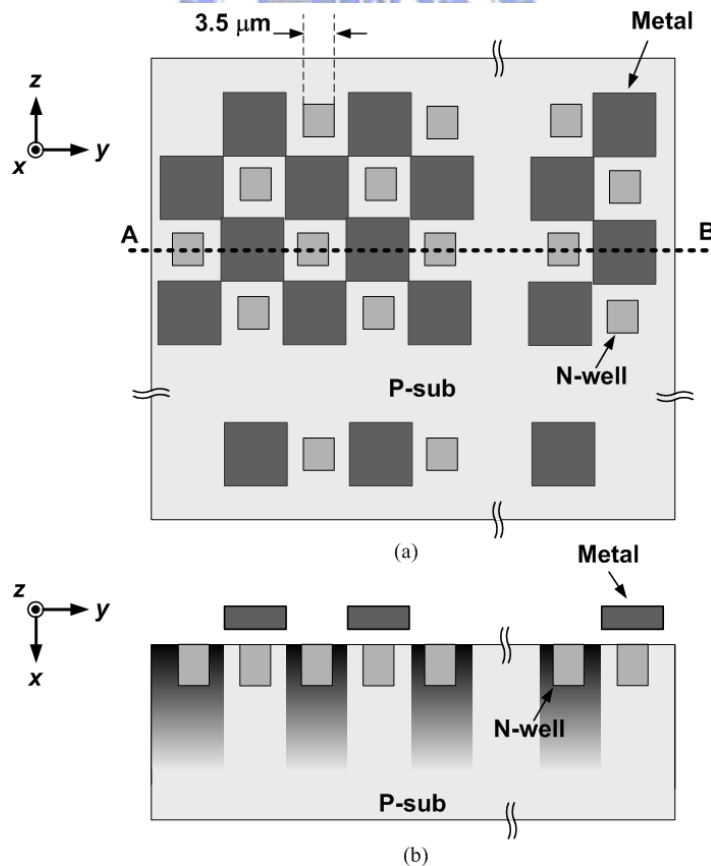 3.5 μm
Metal
z
x
y
A
B
N-well
P-sub
(a)
Metal
z
y
x
N-well
P-sub
(b)